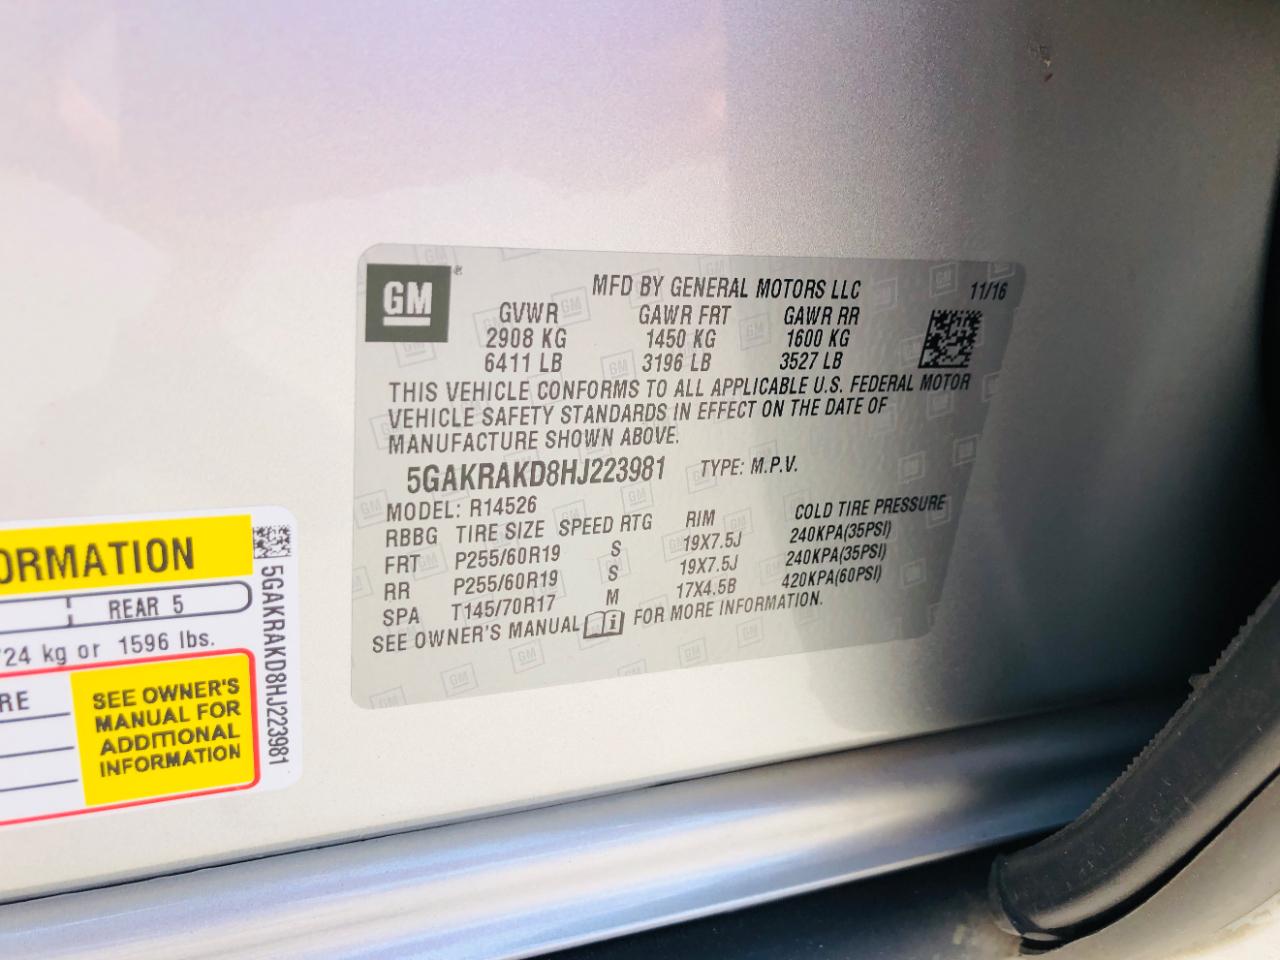 GM
MFD BY GENERAL MOTORS LLC 11/16
GVWR GAWR FRT GAWR RR
2908 KG 1450 KG 1600 KG
6411 LB 3196 LB 3527 LB
THIS VEHICLE CONFORMS TO ALL APPLICABLE U.S. FEDERAL MOTOR
VEHICLE SAFETY STANDARDS IN EFFECT ON THE DATE OF
MANUFACTURE SHOWN ABOVE.
5GAKRAKD8HJ223981 TYPE: M.P.V.
MODEL: R14526
RBBG TIRE SIZE SPEED RTG RIM COLD TIRE PRESSURE
FRT P255/60R19 S 19X7.5J 240KPA(35PSI)
RR P255/60R19 S 19X7.5J 240KPA(35PSI)
SPA T145/70R17 M 17X4.5B 420KPA(60PSI)
SEE OWNER'S MANUAL i FOR MORE INFORMATION.
ORMATION
REAR 5
724 kg or 1596 lbs.
RE
SEE OWNER'S
MANUAL FOR
ADDITIONAL
INFORMATION
5GAKRAKD8HJ223981